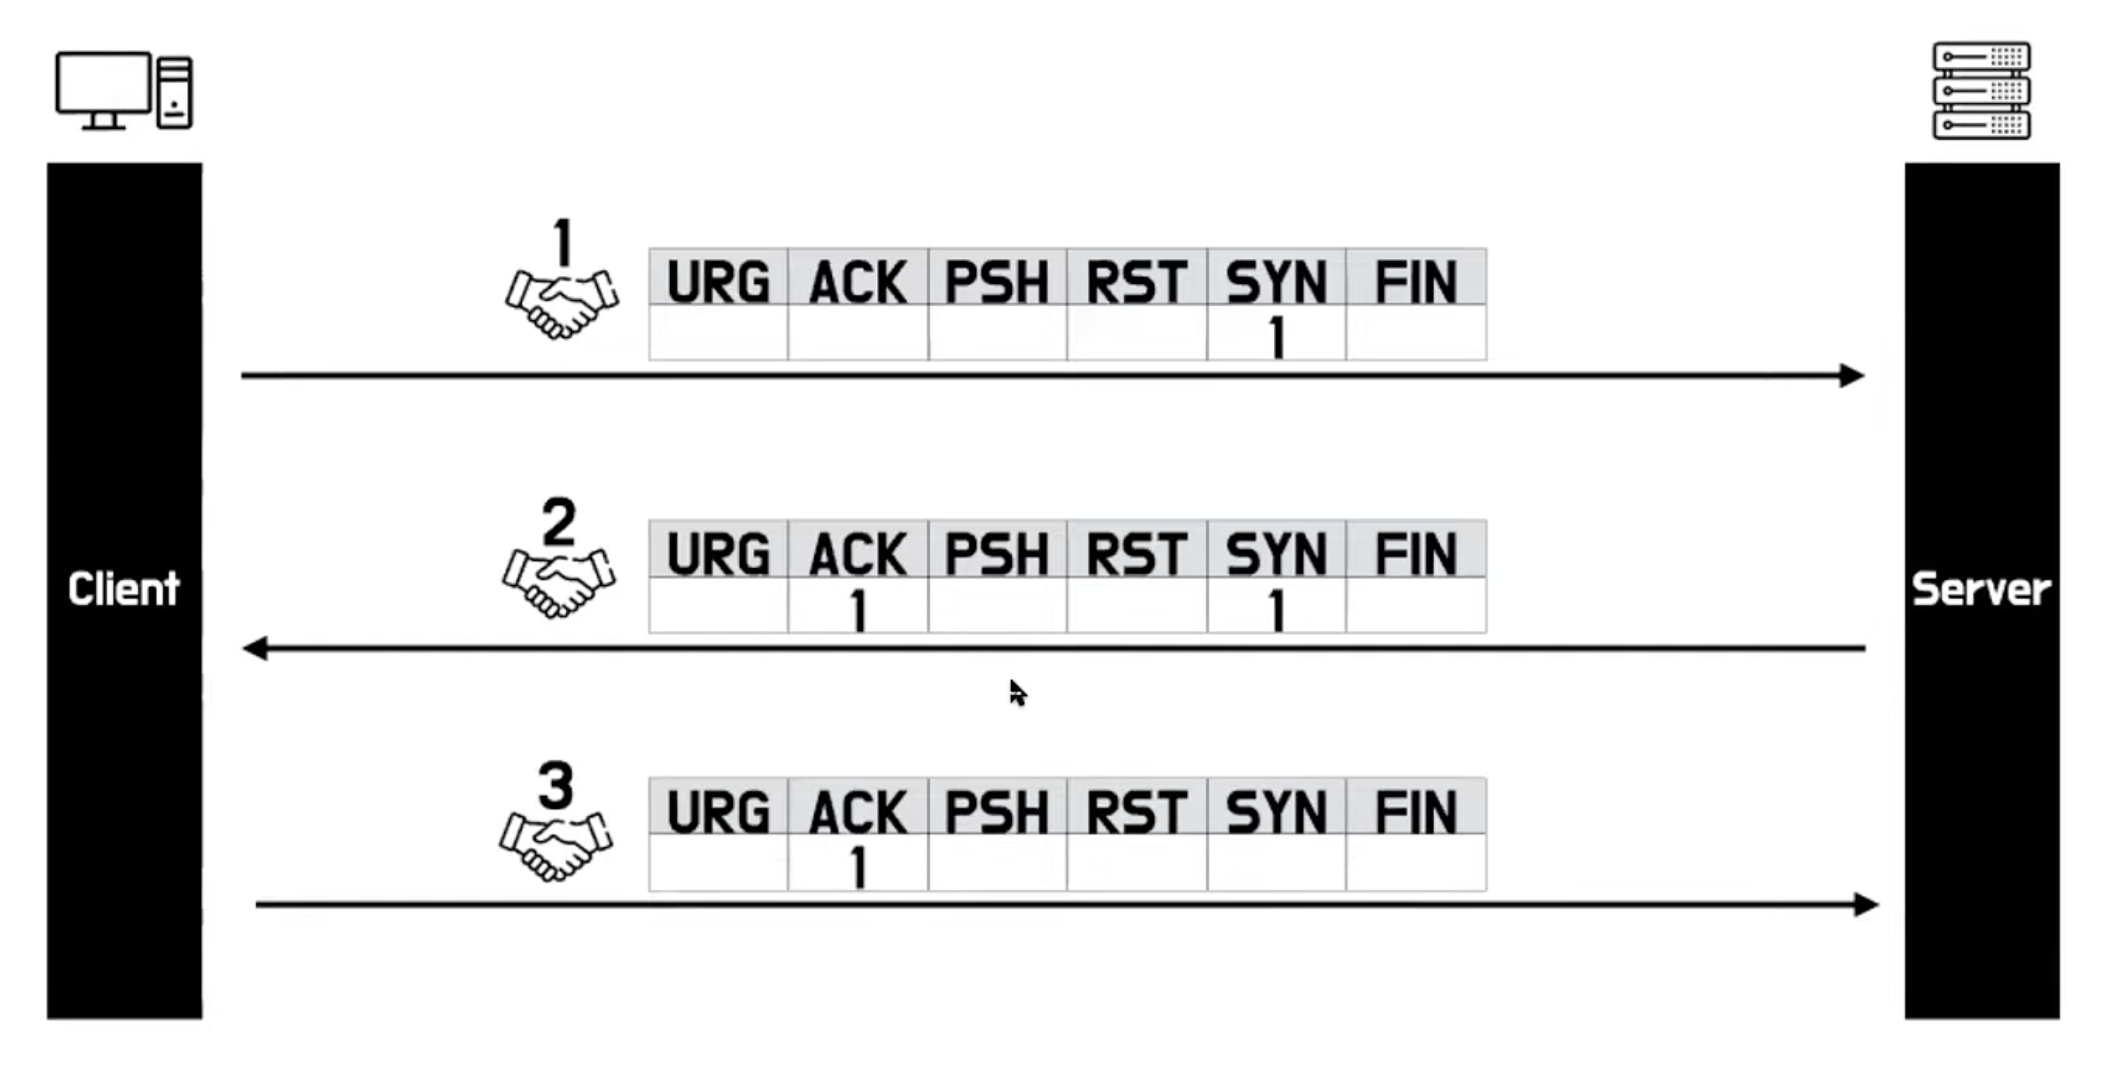 1
URG ACK PSH RST SYN FIN
1
2
URG ACK PSH RST SYN FIN
1 1
Client
Server
3
URG ACK PSH RST SYN FIN
1